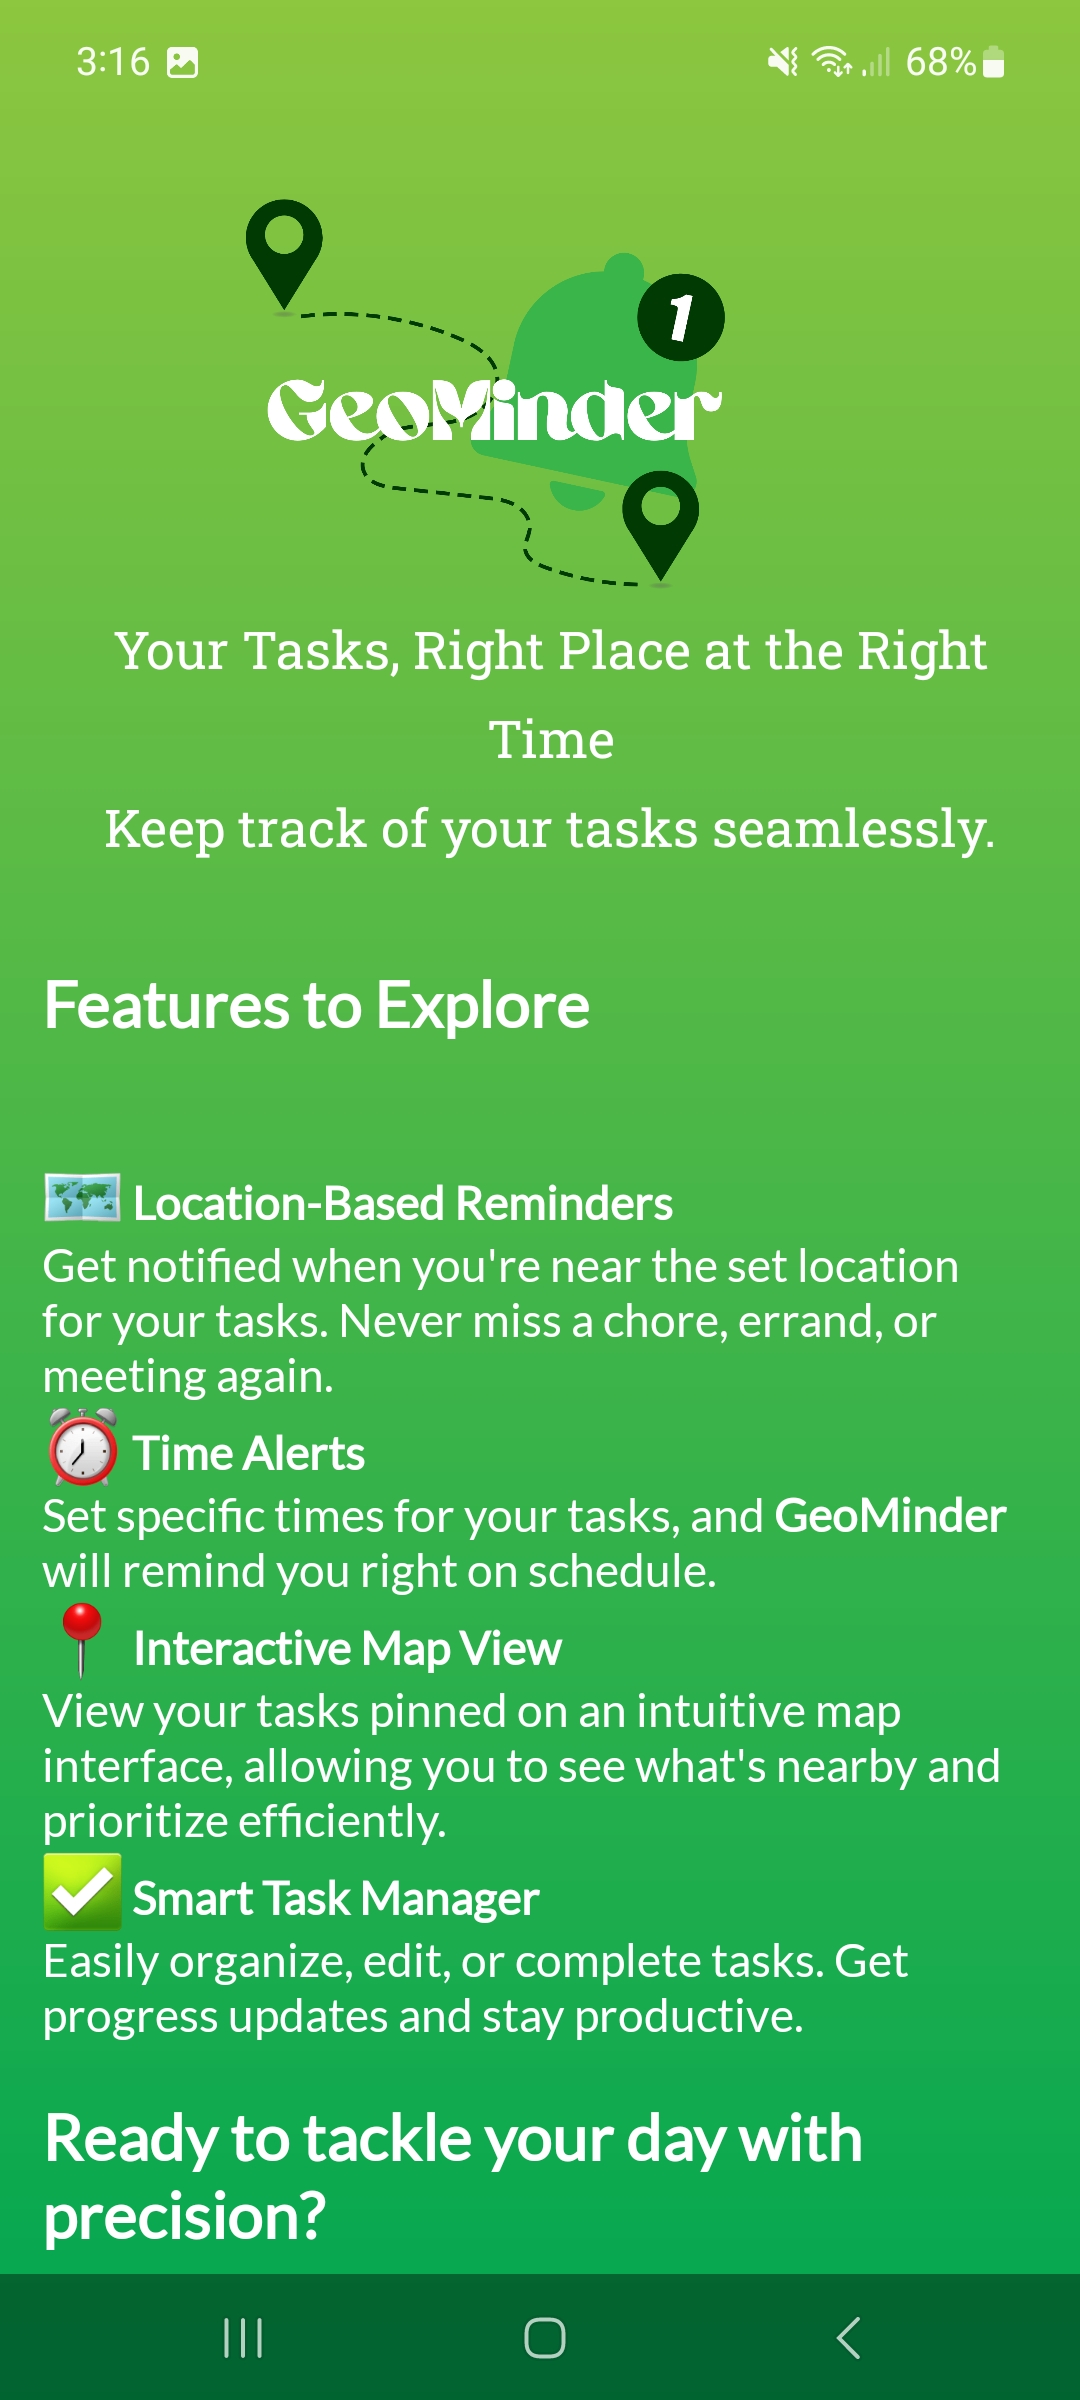 3:16
68%
1
GeoMinder
Your Tasks, Right Place at the Right
Time
Keep track of your tasks seamlessly.
Features to Explore
Location-Based Reminders
Get notified when you're near the set location
for your tasks. Never miss a chore, errand, or
meeting again.
Time Alerts
Set specific times for your tasks, and GeoMinder
will remind you right on schedule.
Interactive Map View
View your tasks pinned on an intuitive map
interface, allowing you to see what's nearby and
prioritize efficiently.
Smart Task Manager
Easily organize, edit, or complete tasks. Get
progress updates and stay productive.
Ready to tackle your day with
precision?